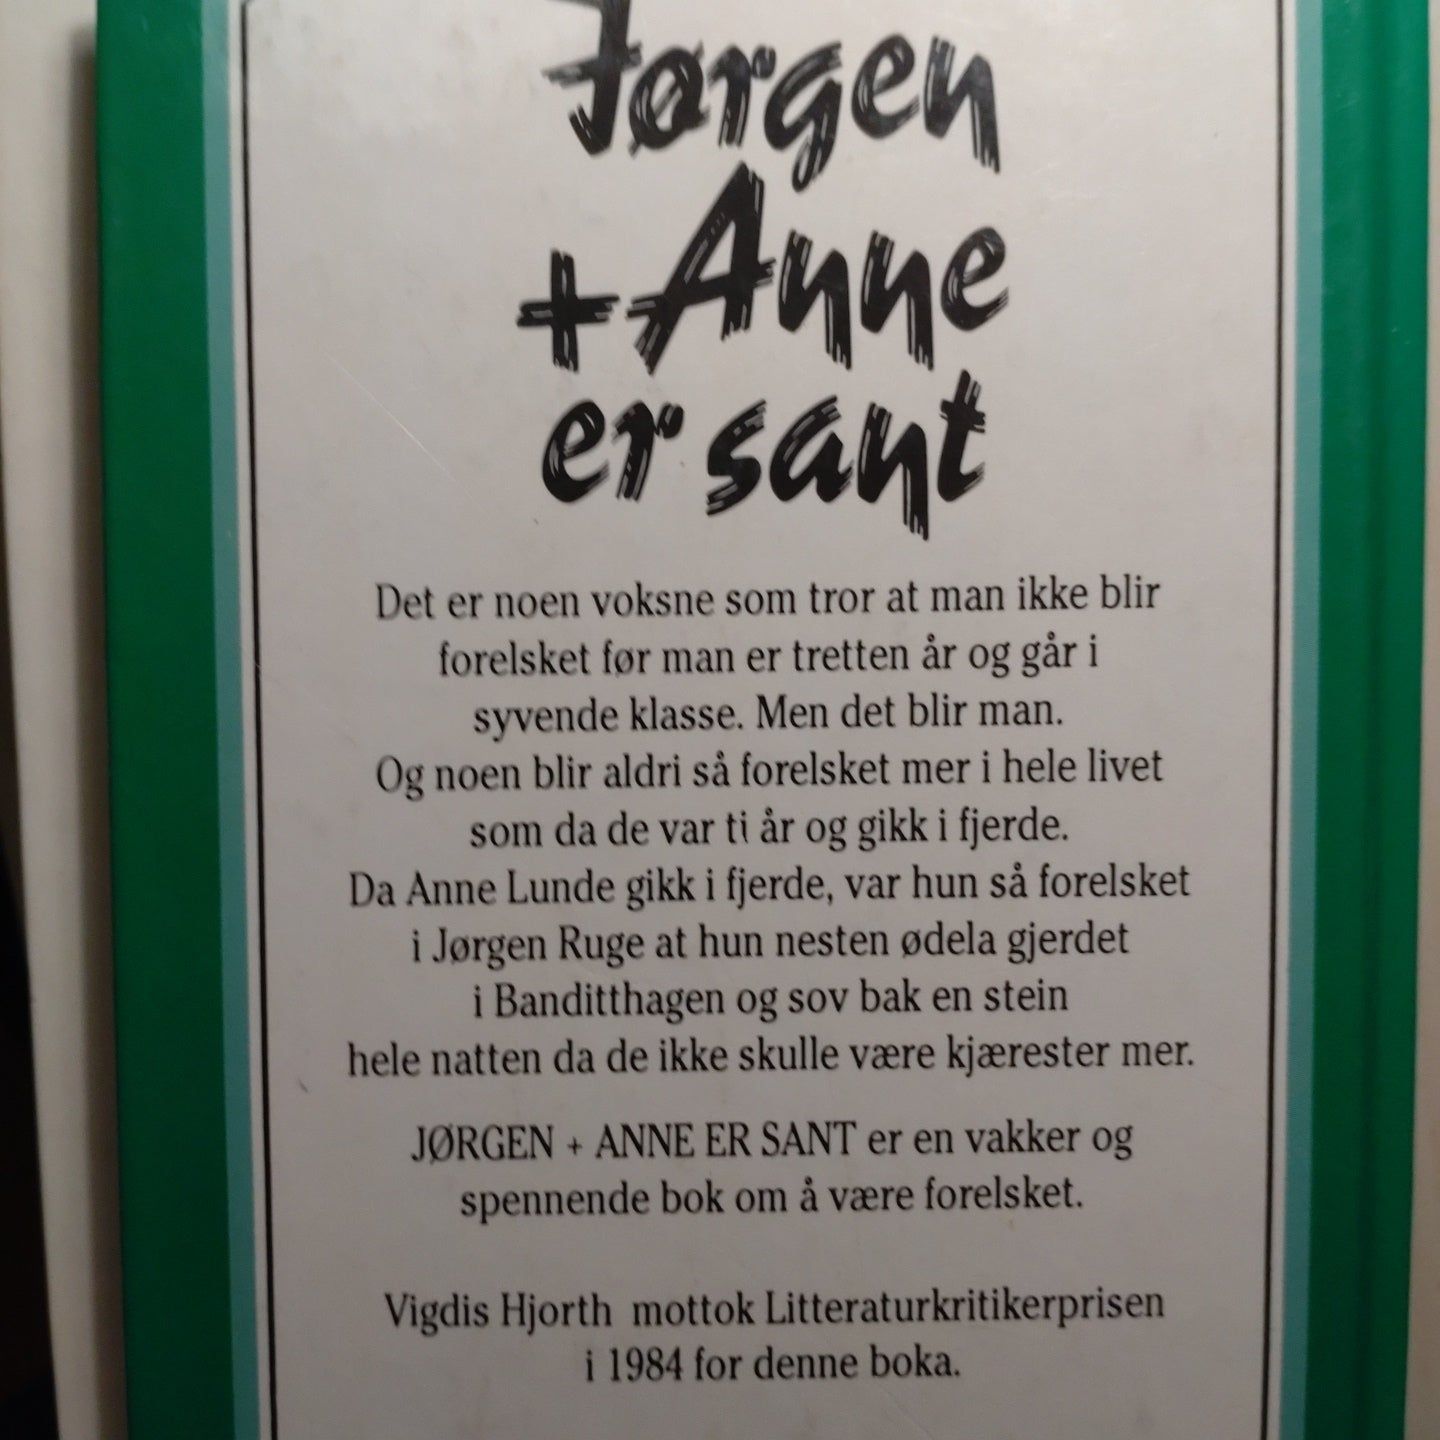 Jørgen
+ Anne
er sant
Det er noen voksne som tror at man ikke blir
forelsket før man er tretten år og går i
syvende klasse. Men det blir man.
Og noen blir aldri så forelsket mer i hele livet
som da de var ti år og gikk i fjerde.
Da Anne Lunde gikk i fjerde, var hun så forelsket
i Jørgen Ruge at hun nesten ødela gjerdet
i Banditthagen og sov bak en stein
hele natten da de ikke skulle være kjærester mer.
JØRGEN + ANNE ER SANT er en vakker og
spennende bok om å være forelsket.
Vigdis Hjorth mottok Litteraturkritikerprisen
i 1984 for denne boka.